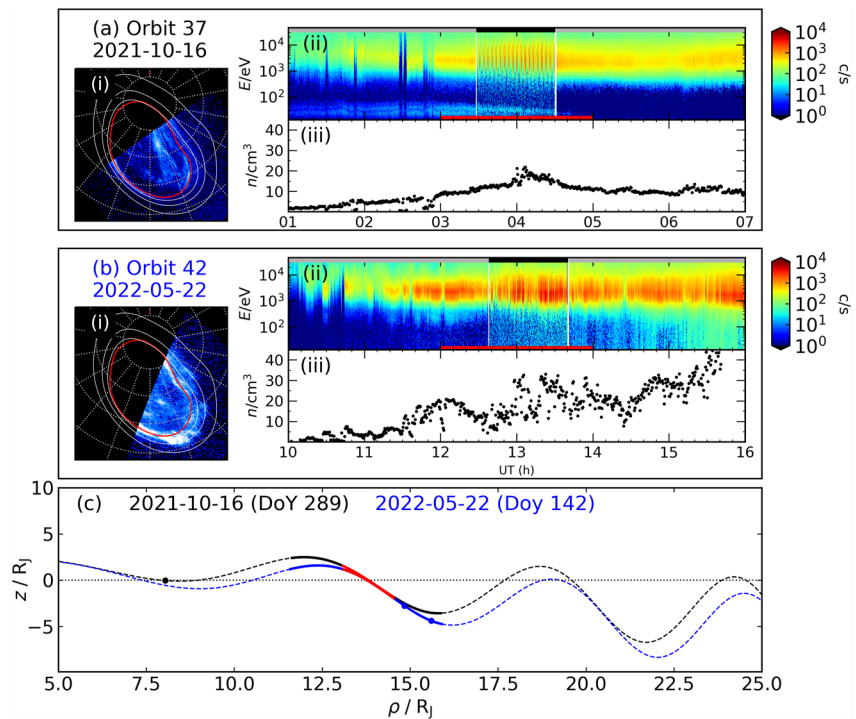 (a) Orbit 37
2021-10-16
(i)
(ii)
E/eV
10⁴
10³
10²
(iii)
n/cm³
40
30
20
10
01 02 03 04 05 06 07
10⁴
10³
10²
10¹
10⁰
c/s
(b) Orbit 42
2022-05-22
(i)
(ii)
E/eV
10⁴
10³
10²
(iii)
n/cm³
40
30
20
10
10 11 12 13 14 15 16
UT (h)
10⁴
10³
10²
10¹
10⁰
c/s
(c) 2021-10-16 (DoY 289) 2022-05-22 (Doy 142)
z / R_J
10
5
0
−5
5.0 7.5 10.0 12.5 15.0 17.5 20.0 22.5 25.0
ρ / R_J